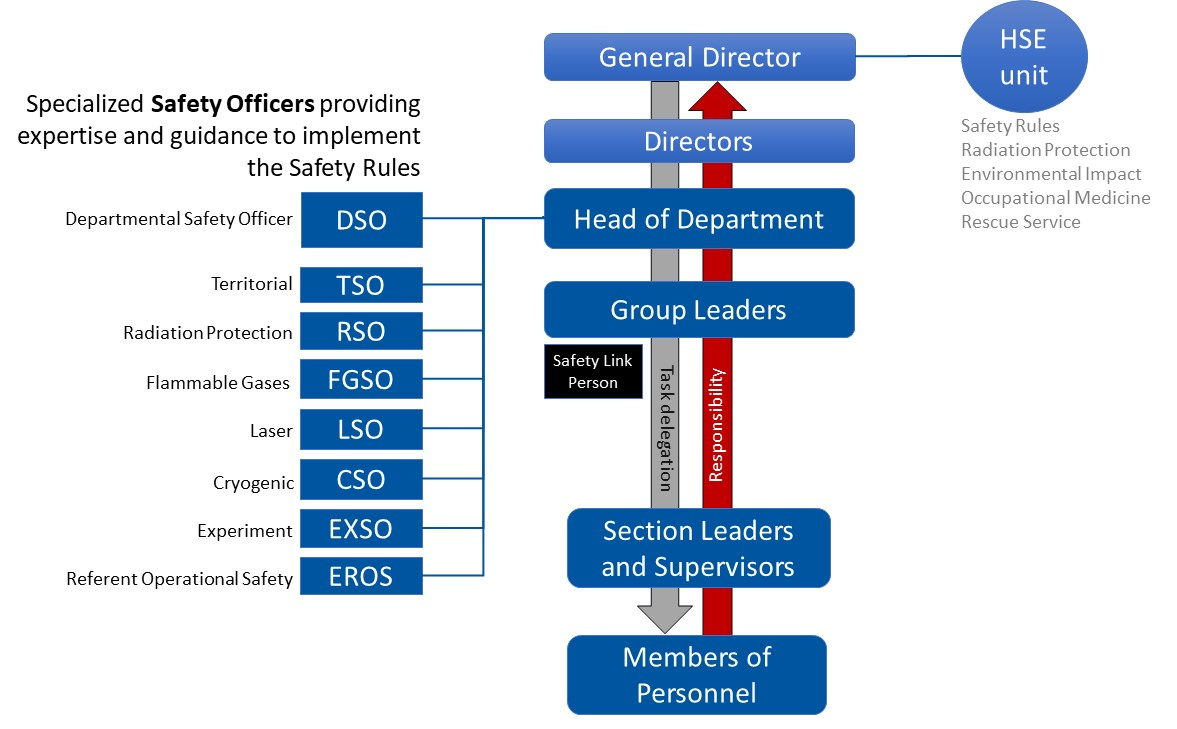 General Director
HSE
unit
Safety Rules
Radiation Protection
Environmental Impact
Occupational Medicine
Rescue Service
Specialized Safety Officers providing
expertise and guidance to implement
the Safety Rules
Directors
Departmental Safety Officer
DSO
Head of Department
Territorial
TSO
Group Leaders
Radiation Protection
RSO
Safety Link
Person
Flammable Gases
FGSO
Task delegation
Responsibility
Laser
LSO
Cryogenic
CSO
Experiment
EXSO
Section Leaders
and Supervisors
Referent Operational Safety
EROS
Members of
Personnel